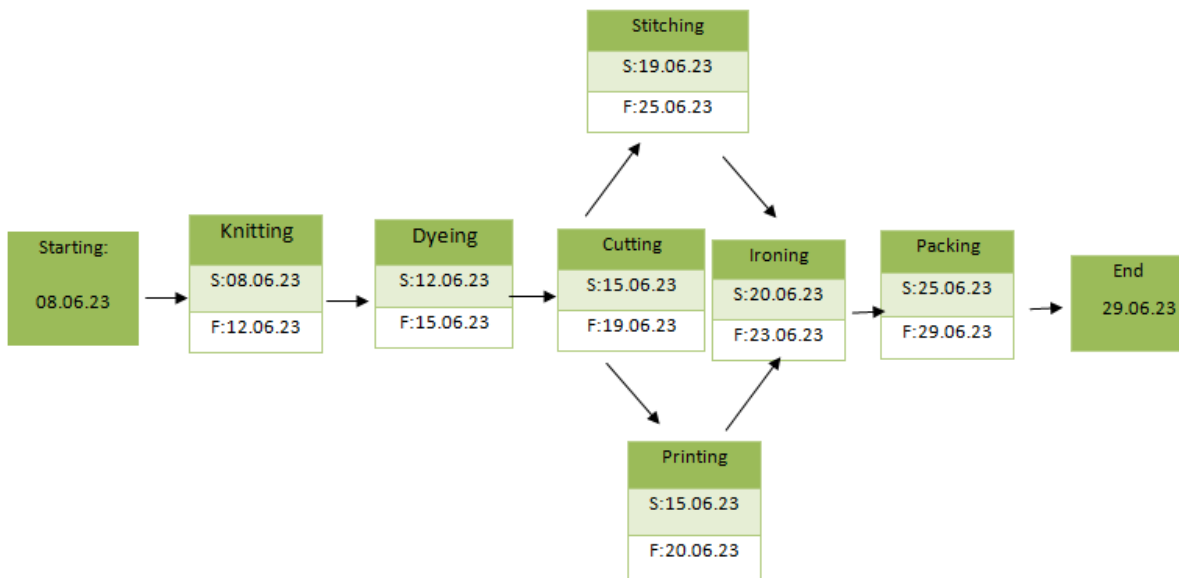 Stitching
S:19.06.23
F:25.06.23
Starting:
08.06.23
Knitting
S:08.06.23
F:12.06.23
Dyeing
S:12.06.23
F:15.06.23
Cutting
S:15.06.23
F:19.06.23
Ironing
S:20.06.23
F:23.06.23
Packing
S:25.06.23
F:29.06.23
End
29.06.23
Printing
S:15.06.23
F:20.06.23